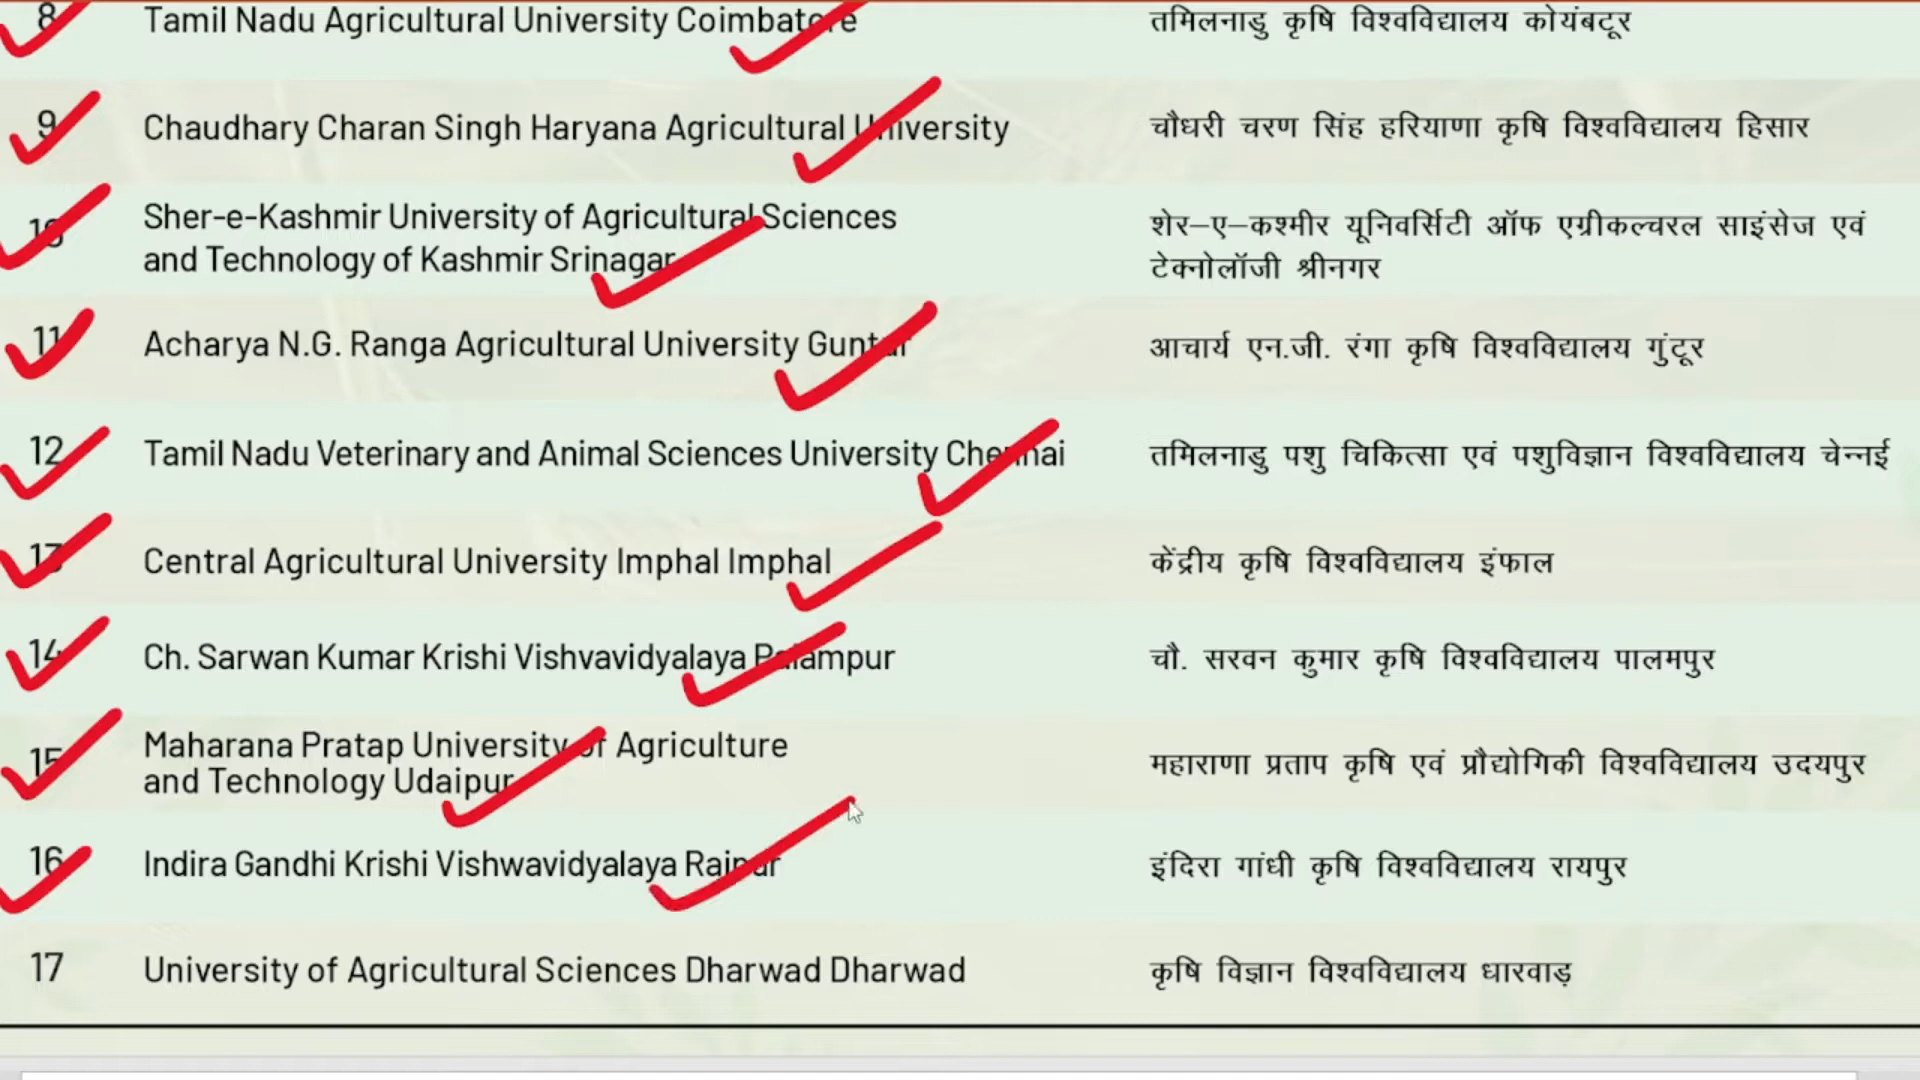 8 Tamil Nadu Agricultural University Coimbatore तमिलनाडु कृषि विश्वविद्यालय कोयंबटूर
9 Chaudhary Charan Singh Haryana Agricultural University चौधरी चरण सिंह हरियाणा कृषि विश्वविद्यालय हिसार
10 Sher-e-Kashmir University of Agricultural Sciences शेर–ए–कश्मीर यूनिवर्सिटी ऑफ एग्रीकल्चरल साइंसेज एवं
and Technology of Kashmir Srinagar टेक्नोलॉजी श्रीनगर
11 Acharya N.G. Ranga Agricultural University Guntur आचार्य एन.जी. रंगा कृषि विश्वविद्यालय गुंटूर
12 Tamil Nadu Veterinary and Animal Sciences University Chennai तमिलनाडु पशु चिकित्सा एवं पशुविज्ञान विश्वविद्यालय चेन्नई
13 Central Agricultural University Imphal Imphal केंद्रीय कृषि विश्वविद्यालय इंफाल
14 Ch. Sarwan Kumar Krishi Vishvavidyalaya Palampur चौ. सरवन कुमार कृषि विश्वविद्यालय पालमपुर
15 Maharana Pratap University of Agriculture महाराणा प्रताप कृषि एवं प्रौद्योगिकी विश्वविद्यालय उदयपुर
and Technology Udaipur
16 Indira Gandhi Krishi Vishwavidyalaya Raipur इंदिरा गांधी कृषि विश्वविद्यालय रायपुर
17 University of Agricultural Sciences Dharwad Dharwad कृषि विज्ञान विश्वविद्यालय धारवाड़